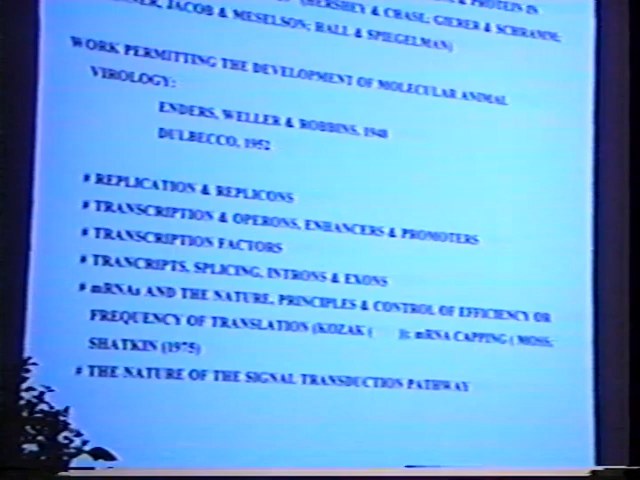 (HERSHEY & CHASE; GIERER & SCHRAMM;
JACOB & MESELSON; HALL & SPIEGELMAN)
WORK PERMITTING THE DEVELOPMENT OF MOLECULAR ANIMAL
VIROLOGY:
ENDERS, WELLER & ROBBINS, 1948
DULBECCO, 1952
# REPLICATION & REPLICONS
# TRANSCRIPTION & OPERONS, ENHANCERS & PROMOTERS
# TRANSCRIPTION FACTORS
# TRANCRIPTS, SPLICING, INTRONS & EXONS
# mRNAs AND THE NATURE, PRINCIPLES & CONTROL OF EFFICIENCY OR
FREQUENCY OF TRANSLATION (KOZAK ( ); mRNA CAPPING ( MOSS;
SHATKIN (1975)
# THE NATURE OF THE SIGNAL TRANSDUCTION PATHWAY